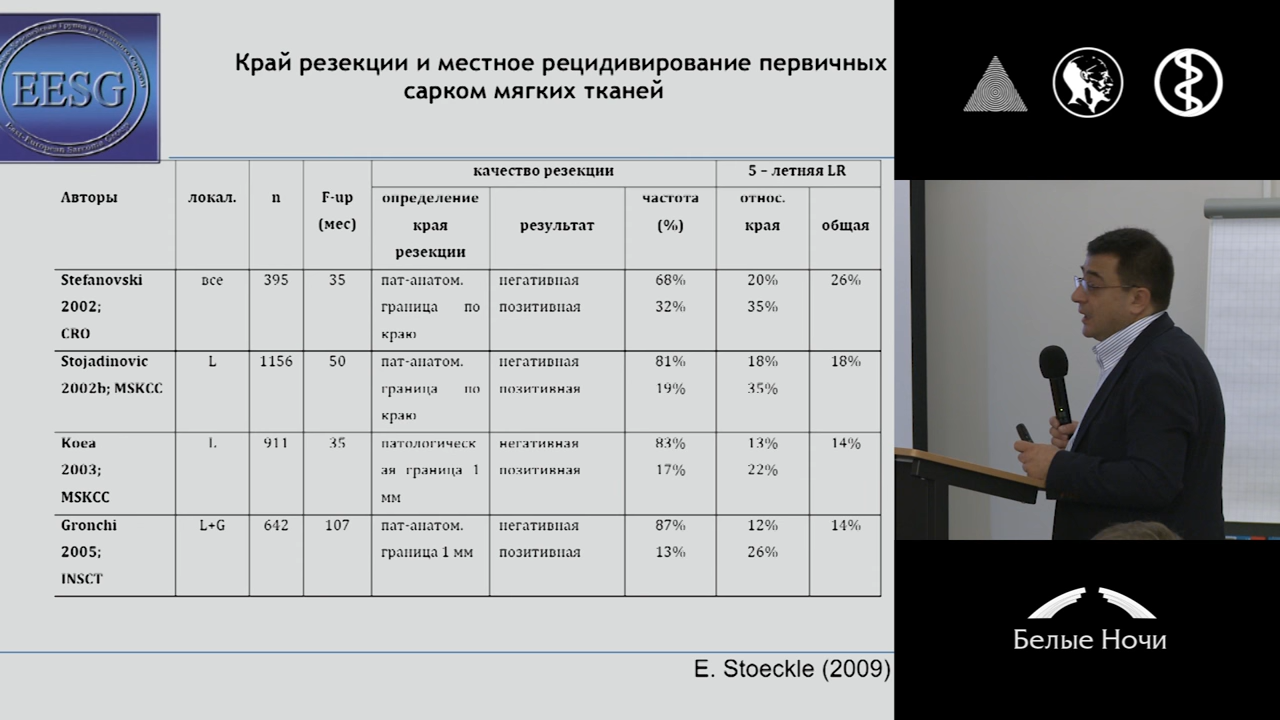 EESG
East-European Sarcoma Group
Край резекции и местное рецидивирование первичных
сарком мягких тканей
Авторы
локал.
n
F-up
(мес)
качество резекции
определение
края
резекции
результат
частота
(%)
5 – летняя LR
относ.
края
общая
Stefanovski
2002;
CRO
все
395
35
пат-анатом.
граница по
краю
негативная
позитивная
68%
32%
20%
35%
26%
Stojadinovic
2002b; MSKCC
L
1156
50
пат-анатом.
граница по
краю
негативная
позитивная
81%
19%
18%
35%
18%
Koea
2003;
MSKCC
L
911
35
патологическ
ая граница 1
мм
негативная
позитивная
83%
17%
13%
22%
14%
Gronchi
2005;
INSCT
L+G
642
107
пат-анатом.
граница 1 мм
негативная
позитивная
87%
13%
12%
26%
14%
E. Stoeckle (2009)
Белые Ночи